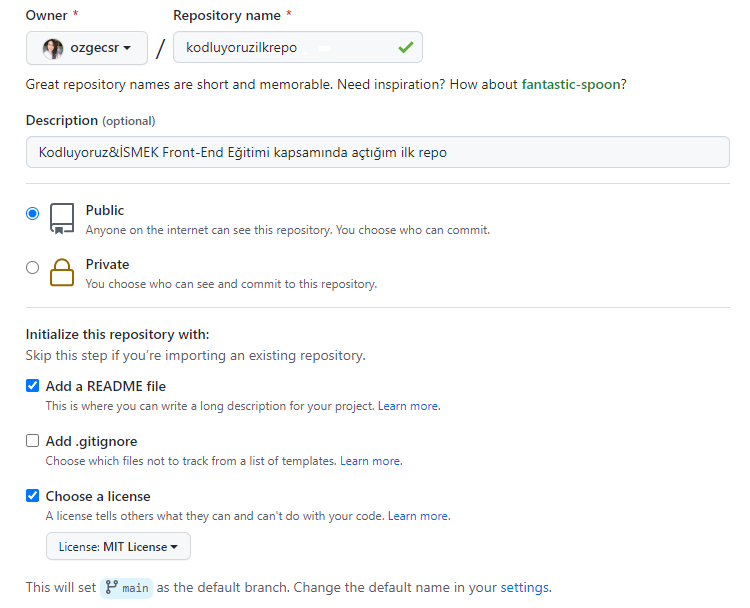 Owner * Repository name *
ozgecsr / kodluyoruzilkrepo
Great repository names are short and memorable. Need inspiration? How about fantastic-spoon?
Description (optional)
Kodluyoruz&İSMEK Front-End Eğitimi kapsamında açtığım ilk repo
Public
Anyone on the internet can see this repository. You choose who can commit.
Private
You choose who can see and commit to this repository.
Initialize this repository with:
Skip this step if you're importing an existing repository.
Add a README file
This is where you can write a long description for your project. Learn more.
Add .gitignore
Choose which files not to track from a list of templates. Learn more.
Choose a license
A license tells others what they can and can't do with your code. Learn more.
License: MIT License
This will set main as the default branch. Change the default name in your settings.